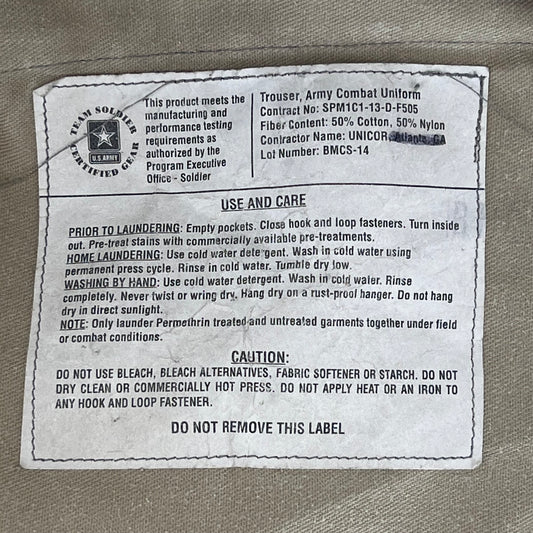 TEAM SOLDIER
U.S. ARMY
CERTIFIED GEAR
This product meets the
manufacturing and
performance testing
requirements as
authorized by the
Program Executive
Office - Soldier
Trouser, Army Combat Uniform
Contract No: SPM1C1-13-D-F505
Fiber Content: 50% Cotton, 50% Nylon
Contractor Name: UNICOR, Atlanta, GA
Lot Number: BMCS-14
USE AND CARE
PRIOR TO LAUNDERING: Empty pockets. Close hook and loop fasteners. Turn inside
out. Pre-treat stains with commercially available pre-treatments.
HOME LAUNDERING: Use cold water detergent. Wash in cold water using
permanent press cycle. Rinse in cold water. Tumble dry low.
WASHING BY HAND: Use cold water detergent. Wash in cold water. Rinse
completely. Never twist or wring dry. Hang dry on a rust-proof hanger. Do not hang
dry in direct sunlight.
NOTE: Only launder Permethrin treated and untreated garments together under field
or combat conditions.
CAUTION:
DO NOT USE BLEACH, BLEACH ALTERNATIVES, FABRIC SOFTENER OR STARCH. DO NOT
DRY CLEAN OR COMMERCIALLY HOT PRESS. DO NOT APPLY HEAT OR AN IRON TO
ANY HOOK AND LOOP FASTENER.
DO NOT REMOVE THIS LABEL